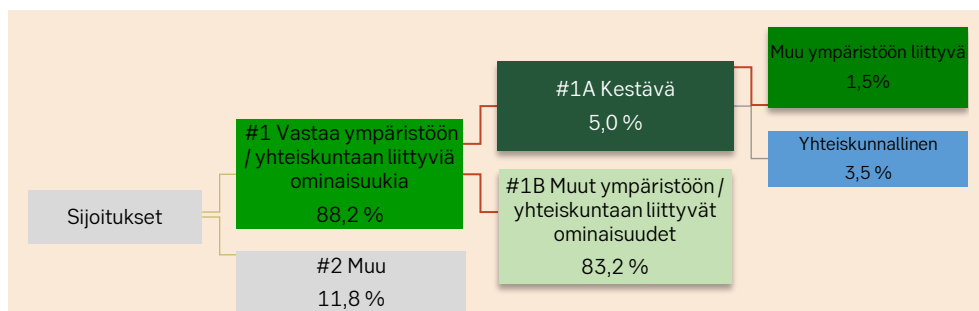 Sijoitukset
#1 Vastaa ympäristöön
/ yhteiskuntaan liittyviä
ominaisuukia
88,2 %
#2 Muu
11,8 %
#1A Kestävä
5,0 %
#1B Muut ympäristöön /
yhteiskuntaan liittyvät
ominaisuudet
83,2 %
Muu ympäristöön liittyvä
1,5%
Yhteiskunnallinen
3,5 %